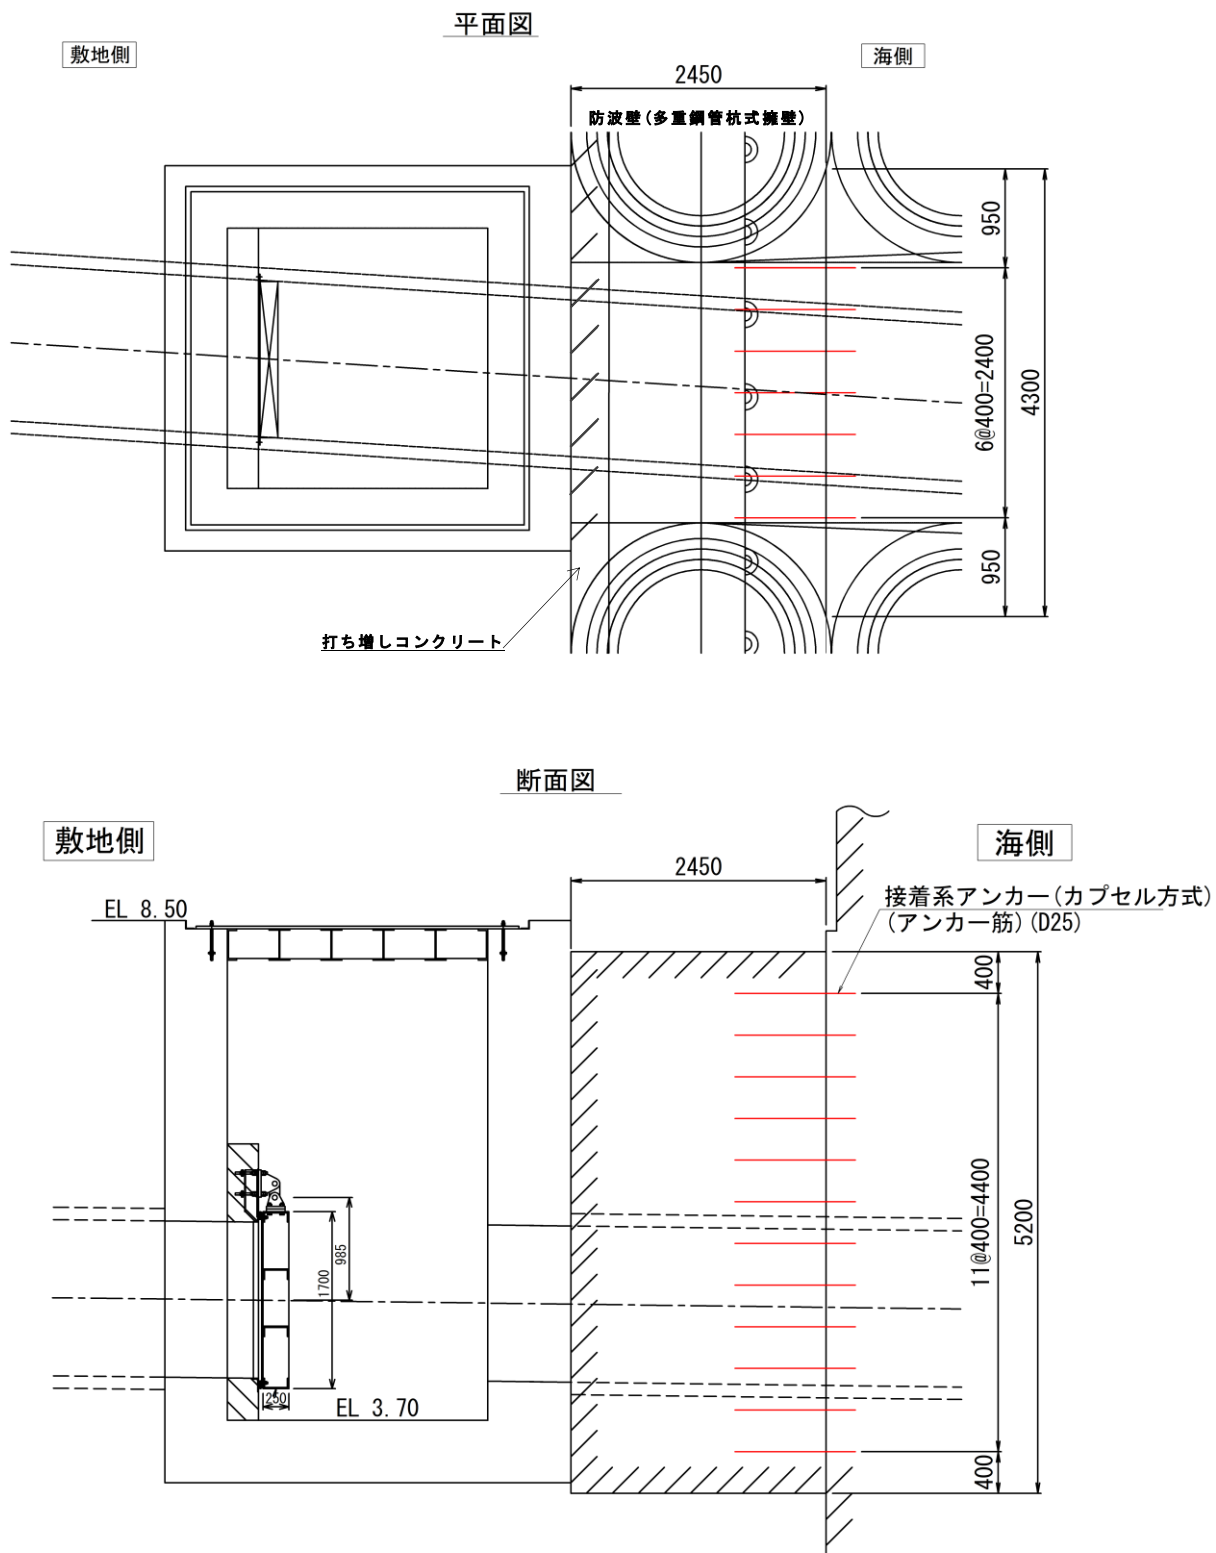 平面図
敷地側
海側
2450
防波壁(多重鋼管杭式擁壁)
950
6@400=2400
4300
950
打ち増しコンクリート
断面図
敷地側
海側
2450
接着系アンカー(カプセル方式)
(アンカー筋)(D25)
EL 8.50
400
11@400=4400
5200
985
1700
250
EL 3.70
400